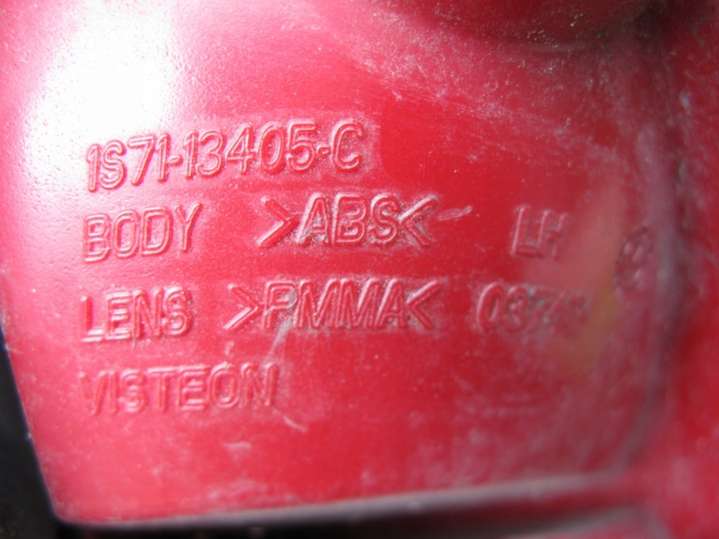 1S71-13405-C
BODY >ABS< LH
LENS >PMMA<
VISTEON